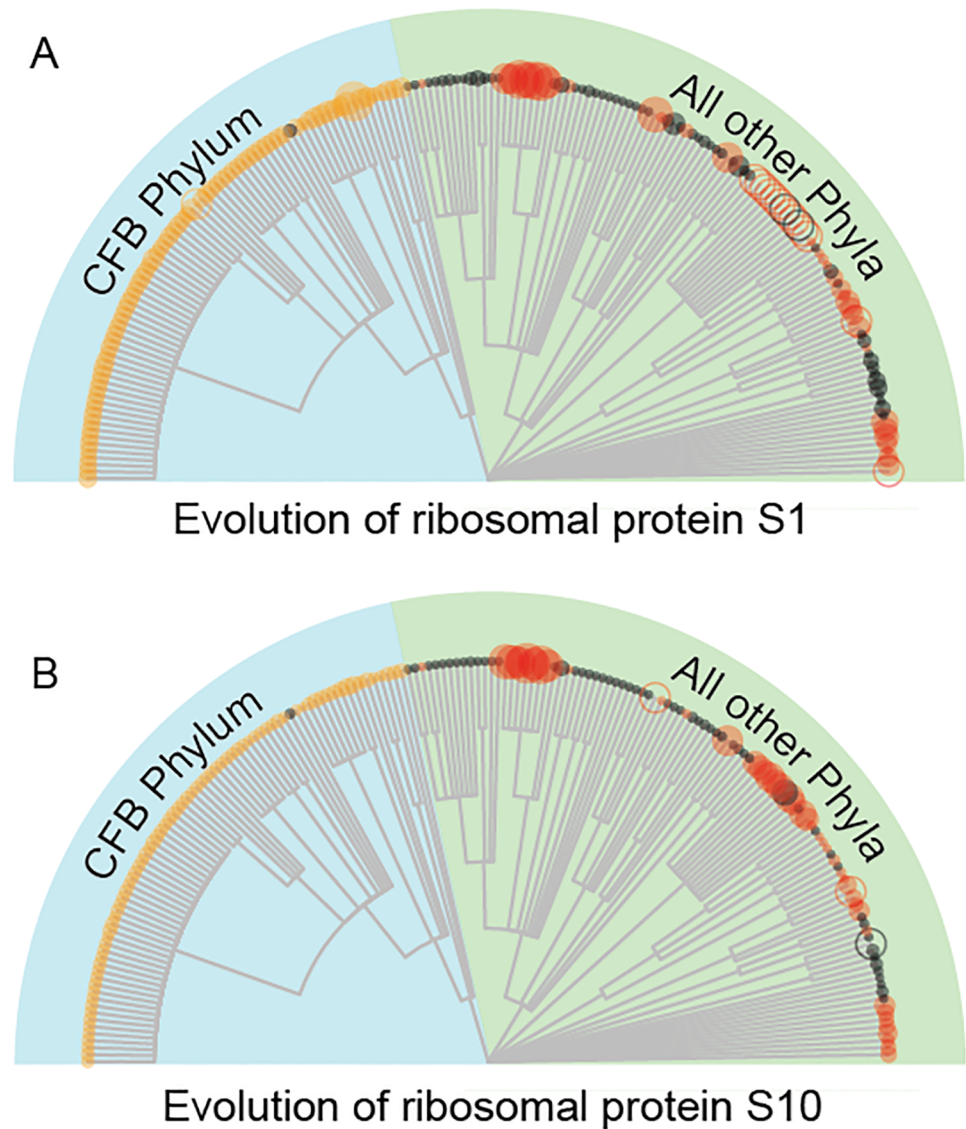 A
CFB Phylum
All other Phyla
Evolution of ribosomal protein S1
B
CFB Phylum
All other Phyla
Evolution of ribosomal protein S10